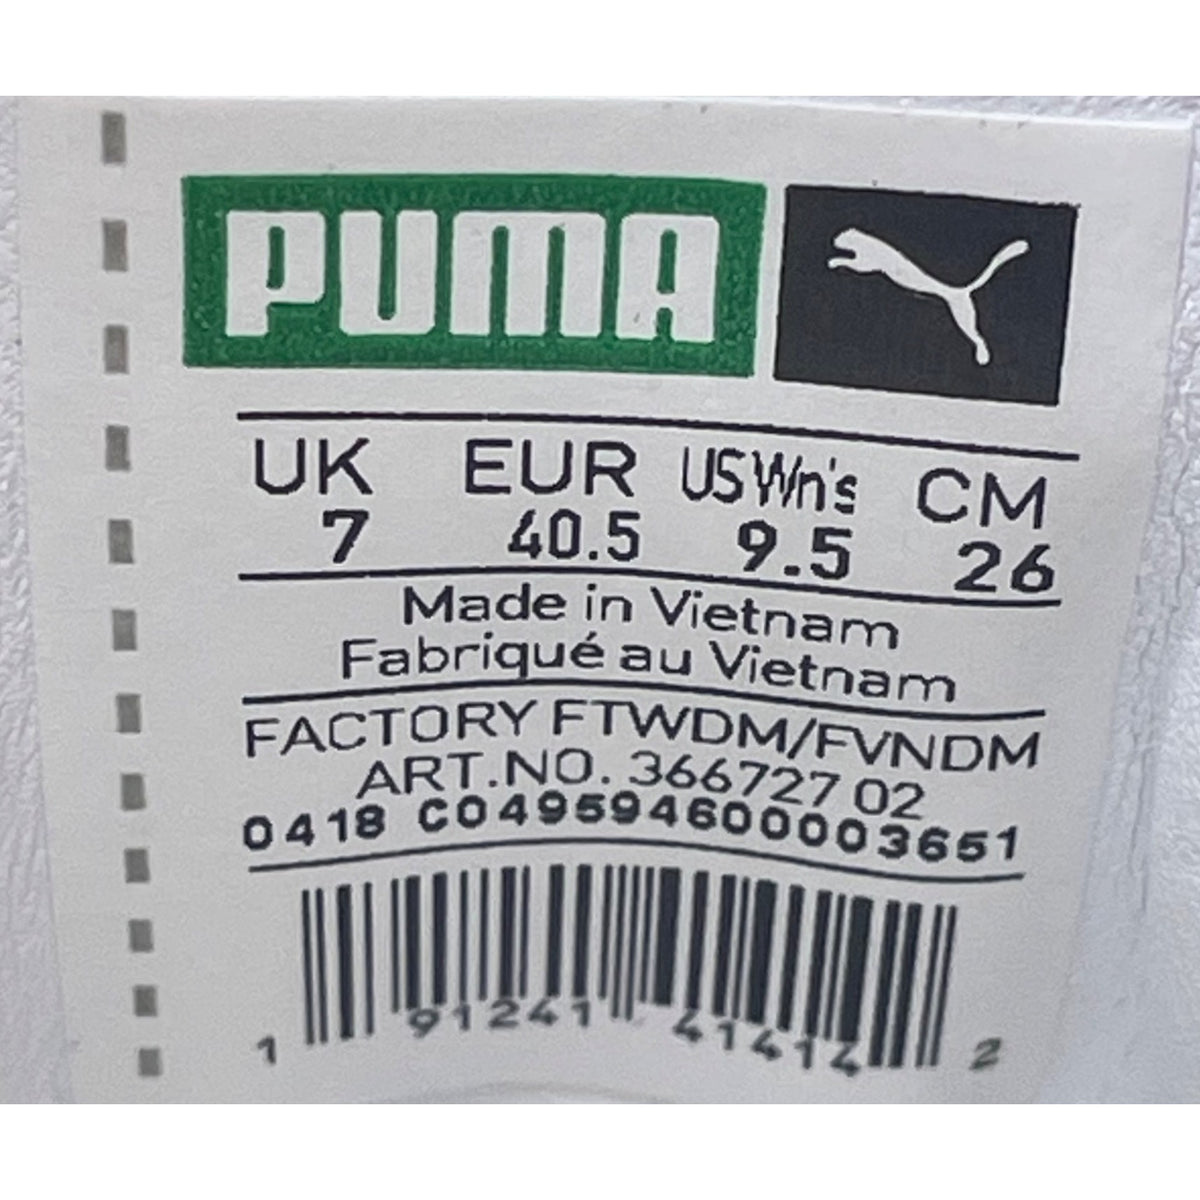 PUMA
UK EUR US Wn's CM
7 40.5 9.5 26
Made in Vietnam
Fabriqué au Vietnam
FACTORY FTWDM/FVNDM
ART.NO. 366727 02
0418 C049594600003651
1 91241 41414 2